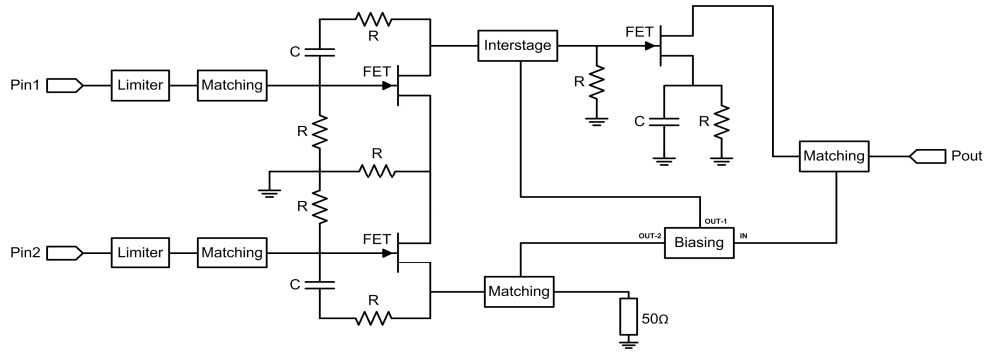 R
C
FET
Interstage
FET
Pin1
Limiter
Matching
R
R
C
R
R
Matching
Pout
R
FET
OUT-1
OUT-2
Biasing
IN
Pin2
Limiter
Matching
C
R
Matching
50Ω